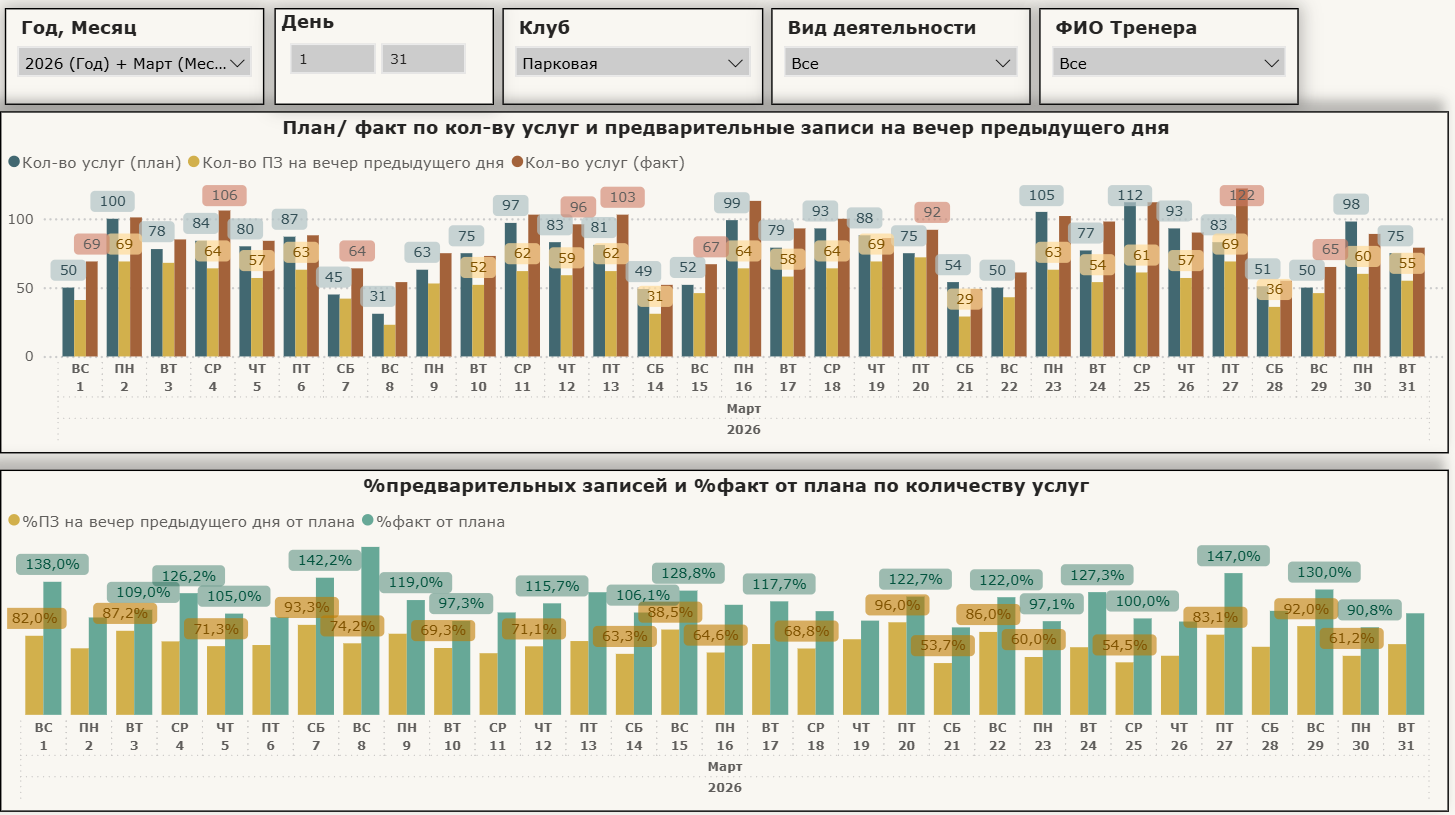 Год, Месяц
День
Клуб
Вид деятельности
ФИО Тренера
2026 (Год) + Март (Мес...
1
31
Парковая
Все
Все
План/ факт по кол-ву услуг и предварительные записи на вечер предыдущего дня
Кол-во услуг (план) Кол-во ПЗ на вечер предыдущего дня Кол-во услуг (факт)
100
50
0
50 69 100 69 78 84 64 106 80 57 87 63 45 64 31 63 75 52 97 62 83 59 96 81 62 103 49 31 52 67 99 64 79 58 93 64 88 69 75 92 54 29 50 105 63 77 54 112 61 93 57 83 69 122 51 36 50 65 98 60 75 55
ВС ПН ВТ СР ЧТ ПТ СБ ВС ПН ВТ СР ЧТ ПТ СБ ВС ПН ВТ СР ЧТ ПТ СБ ВС ПН ВТ СР ЧТ ПТ СБ ВС ПН ВТ
1 2 3 4 5 6 7 8 9 10 11 12 13 14 15 16 17 18 19 20 21 22 23 24 25 26 27 28 29 30 31
Март
2026
%предварительных записей и %факт от плана по количеству услуг
%ПЗ на вечер предыдущего дня от плана %факт от плана
82,0% 138,0% 87,2% 109,0% 126,2% 71,3% 105,0% 93,3% 142,2% 74,2% 119,0% 69,3% 97,3% 71,1% 115,7% 63,3% 106,1% 88,5% 128,8% 64,6% 117,7% 68,8% 96,0% 122,7% 53,7% 86,0% 122,0% 60,0% 97,1% 127,3% 54,5% 100,0% 83,1% 147,0% 92,0% 130,0% 61,2% 90,8%
ВС ПН ВТ СР ЧТ ПТ СБ ВС ПН ВТ СР ЧТ ПТ СБ ВС ПН ВТ СР ЧТ ПТ СБ ВС ПН ВТ СР ЧТ ПТ СБ ВС ПН ВТ
1 2 3 4 5 6 7 8 9 10 11 12 13 14 15 16 17 18 19 20 21 22 23 24 25 26 27 28 29 30 31
Март
2026